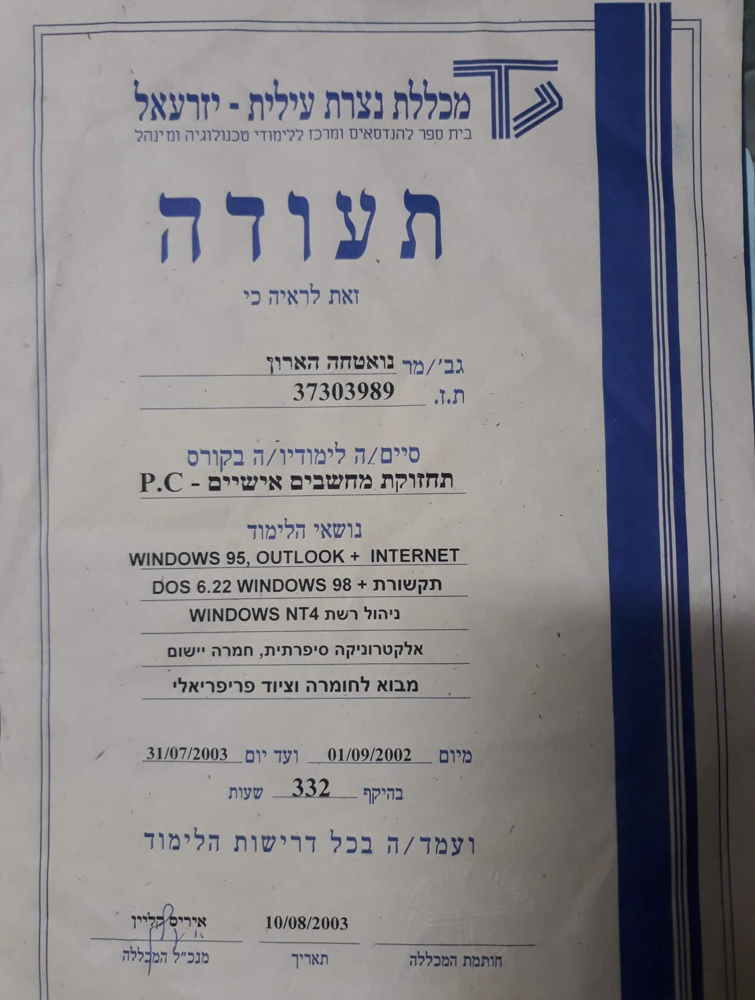 מכללת נצרת עילית - יזרעאל
בית ספר להנדסאים ומרכז ללימודי טכנולוגיה ומינהל
תעודה
זאת לראיה כי
גב'/מר נואטחה הארון
ת.ז. 37303989
סיים/ה לימודיו/ה בקורס
תחזוקת מחשבים אישיים - P.C
נושאי הלימוד
WINDOWS 95, OUTLOOK + INTERNET
תקשורת + DOS 6.22 WINDOWS 98
ניהול רשת WINDOWS NT4
אלקטרוניקה סיפרתית, חמרה יישום
מבוא לחומרה וציוד פריפריאלי
מיום 01/09/2002 ועד יום 31/07/2003
בהיקף 332 שעות
ועמד/ה בכל דרישות הלימוד
10/08/2003 איריס קליין
חותמת המכללה תאריך מנכ"ל המכללה